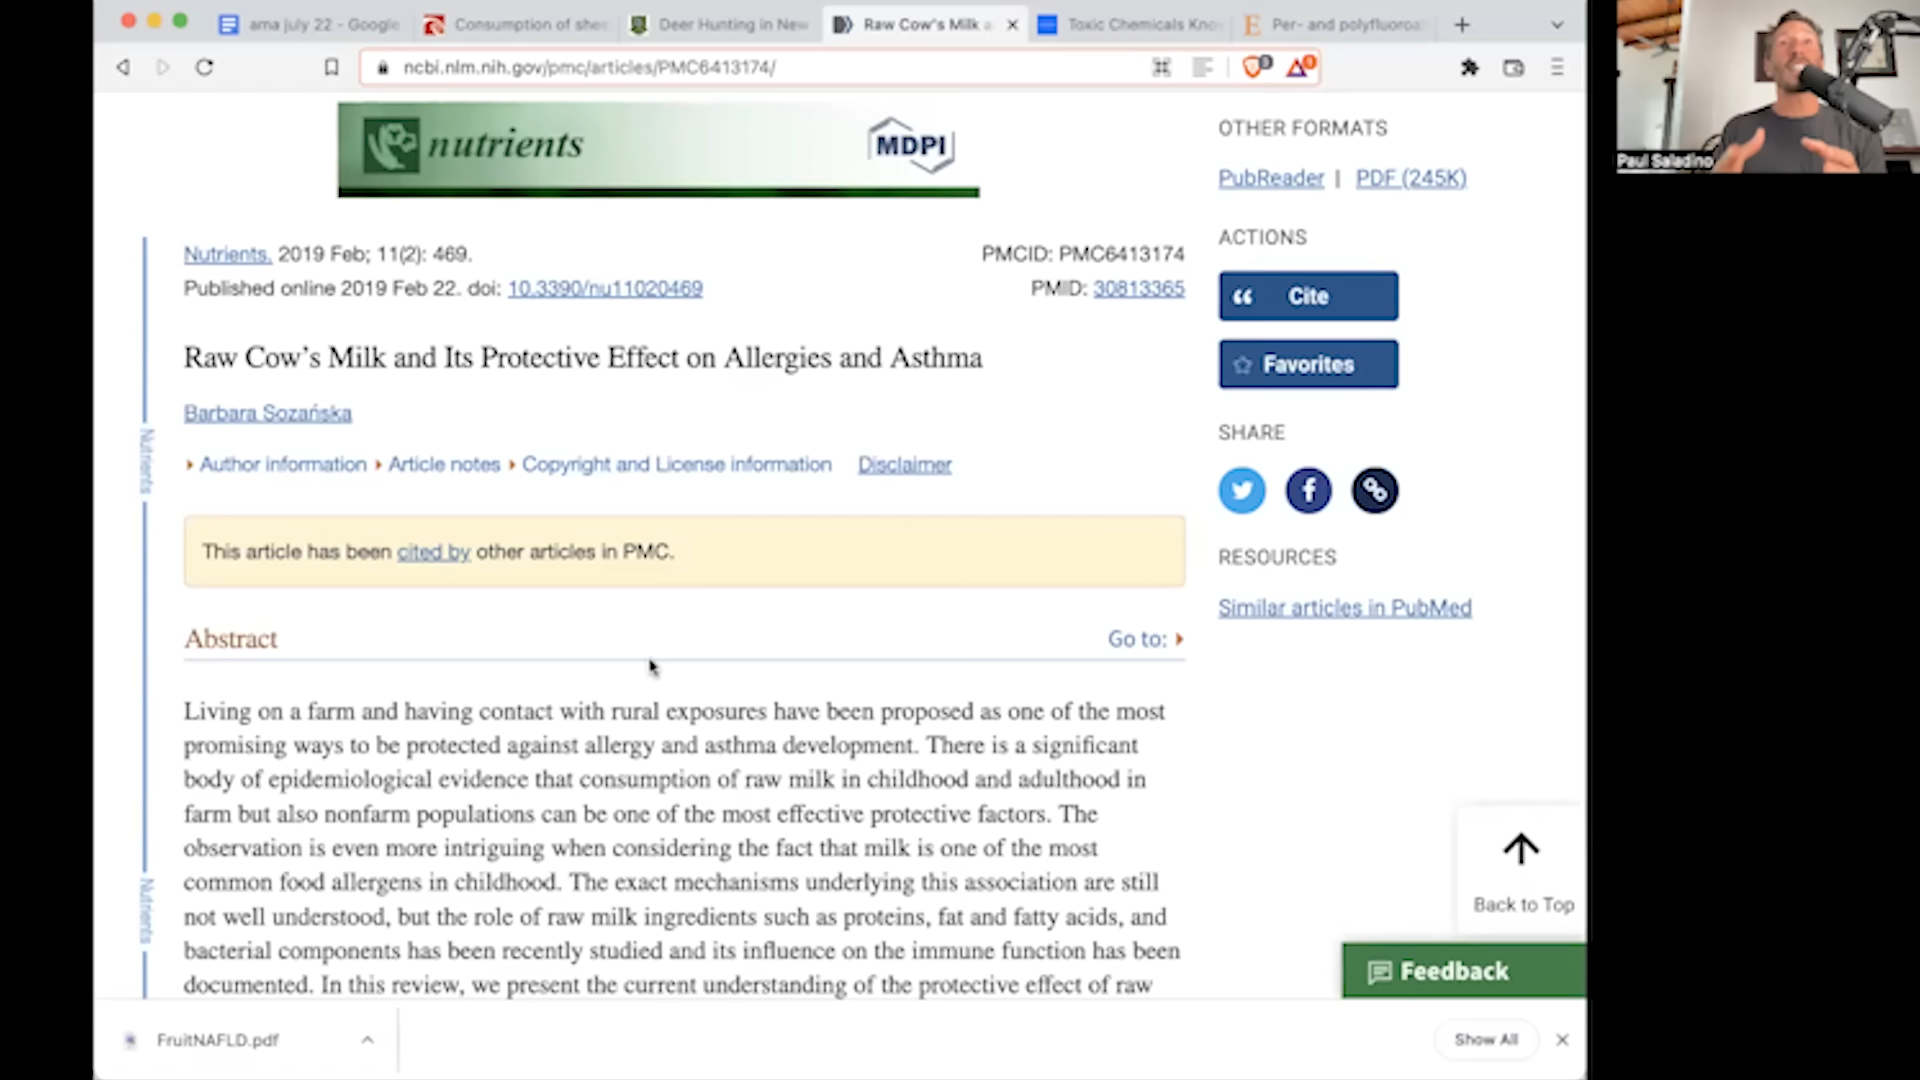 ama july 22 - Google
Consumption of shee
Deer Hunting in New
Raw Cow's Milk a
Toxic Chemicals Kno
Per- and polyfluoroa
ncbi.nlm.nih.gov/pmc/articles/PMC6413174/
Paul Saladino
nutrients
MDPI
Nutrients. 2019 Feb; 11(2): 469.
PMCID: PMC6413174
Published online 2019 Feb 22. doi: 10.3390/nu11020469
PMID: 30813365
Raw Cow's Milk and Its Protective Effect on Allergies and Asthma
Barbara Sozańska
Author information Article notes Copyright and License information Disclaimer
This article has been cited by other articles in PMC.
Abstract
Go to:
Living on a farm and having contact with rural exposures have been proposed as one of the most
promising ways to be protected against allergy and asthma development. There is a significant
body of epidemiological evidence that consumption of raw milk in childhood and adulthood in
farm but also nonfarm populations can be one of the most effective protective factors. The
observation is even more intriguing when considering the fact that milk is one of the most
common food allergens in childhood. The exact mechanisms underlying this association are still
not well understood, but the role of raw milk ingredients such as proteins, fat and fatty acids, and
bacterial components has been recently studied and its influence on the immune function has been
documented. In this review, we present the current understanding of the protective effect of raw
Nutrients
Nutrients
OTHER FORMATS
PubReader | PDF (245K)
ACTIONS
Cite
Favorites
SHARE
RESOURCES
Similar articles in PubMed
Back to Top
Feedback
FruitNAFLD.pdf
Show All